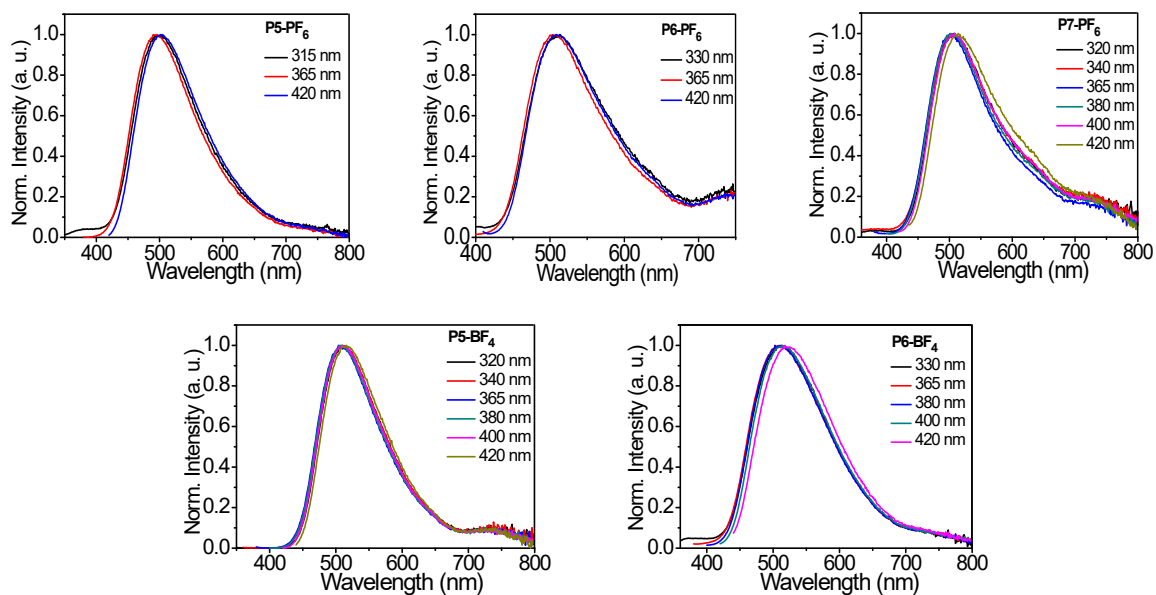 P5-PF6
315 nm
365 nm
420 nm
Norm. Intensity (a. u.)
1.0
0.8
0.6
0.4
0.2
0.0
400 500 600 700 800
Wavelength (nm)
P6-PF6
330 nm
365 nm
420 nm
Norm. Intensity (a. u.)
1.0
0.8
0.6
0.4
0.2
0.0
400 500 600 700
Wavelength (nm)
P7-PF6
320 nm
340 nm
365 nm
380 nm
400 nm
420 nm
Norm. Intensity (a. u.)
1.0
0.8
0.6
0.4
0.2
0.0
400 500 600 700 800
Wavelength (nm)
P5-BF4
320 nm
340 nm
365 nm
380 nm
400 nm
420 nm
Norm. Intensity (a. u.)
1.0
0.8
0.6
0.4
0.2
0.0
400 500 600 700 800
Wavelength (nm)
P6-BF4
330 nm
365 nm
380 nm
400 nm
420 nm
Norm. Intensity (a. u.)
1.0
0.8
0.6
0.4
0.2
0.0
400 500 600 700 800
Wavelength (nm)